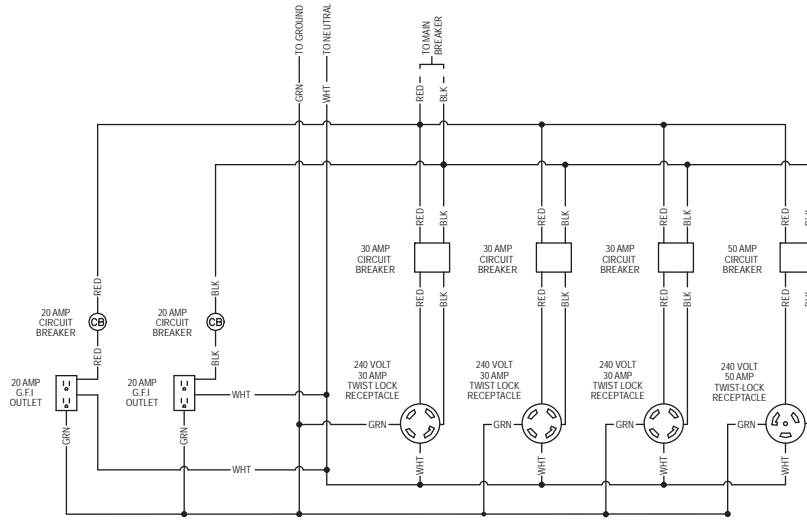 TO GROUND
TO NEUTRAL
TO MAIN
BREAKER
GRN
WHT
RED
BLK
RED
BLK
RED
BLK
RED
BLK
RED
BLK
30 AMP
CIRCUIT
BREAKER
30 AMP
CIRCUIT
BREAKER
30 AMP
CIRCUIT
BREAKER
50 AMP
CIRCUIT
BREAKER
RED
BLK
RED
BLK
RED
BLK
RED
BLK
RED
BLK
20 AMP
CIRCUIT
BREAKER
CB
20 AMP
CIRCUIT
BREAKER
CB
RED
BLK
20 AMP
G.F.I
OUTLET
20 AMP
G.F.I
OUTLET
240 VOLT
30 AMP
TWIST LOCK
RECEPTACLE
240 VOLT
30 AMP
TWIST LOCK
RECEPTACLE
240 VOLT
30 AMP
TWIST LOCK
RECEPTACLE
240 VOLT
50 AMP
TWIST-LOCK
RECEPTACLE
WHT
GRN
GRN
GRN
GRN
GRN
GRN
WHT
WHT
WHT
WHT
WHT